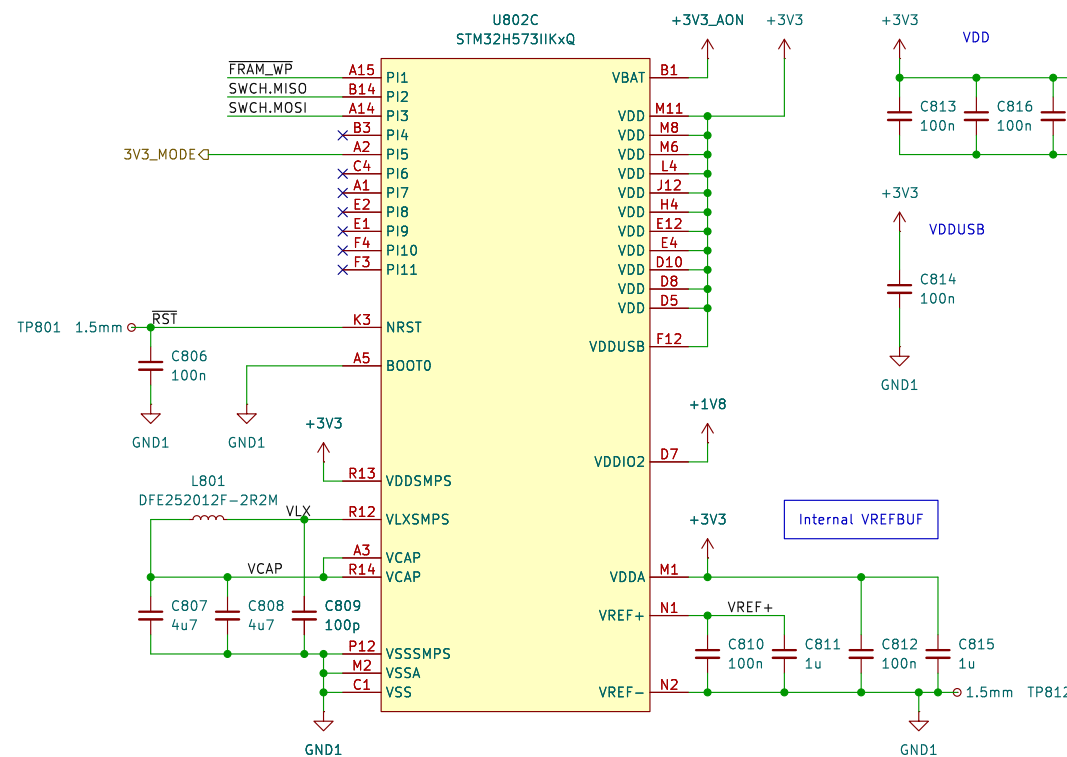 U802C
STM32H573IIKxQ
+3V3_AON
+3V3
+3V3
VDD
FRAM_WP
A15
PI1
VBAT
B1
SWCH.MISO
B14
PI2
SWCH.MOSI
A14
PI3
VDD
M11
C813
100n
C816
100n
B3
PI4
VDD
M8
3V3_MODE
A2
PI5
VDD
M6
C4
PI6
VDD
L4
A1
PI7
VDD
J12
+3V3
E2
PI8
VDD
H4
E1
PI9
VDD
E12
VDDUSB
F4
PI10
VDD
E4
F3
PI11
VDD
D10
VDD
D8
C814
100n
VDD
D5
TP801
1.5mm
RST
K3
NRST
VDDUSB
F12
C806
100n
A5
BOOT0
GND1
+1V8
GND1
GND1
+3V3
VDDIO2
D7
L801
DFE252012F-2R2M
R13
VDDSMPS
VLX
R12
VLXSMPS
+3V3
Internal VREFBUF
A3
VCAP
VCAP
R14
VCAP
VDDA
M1
C807
4u7
C808
4u7
C809
100p
VREF+
N1
VREF+
C810
100n
C811
1u
C812
100n
C815
1u
P12
VSSSMPS
M2
VSSA
C1
VSS
VREF-
N2
1.5mm
TP812
GND1
GND1